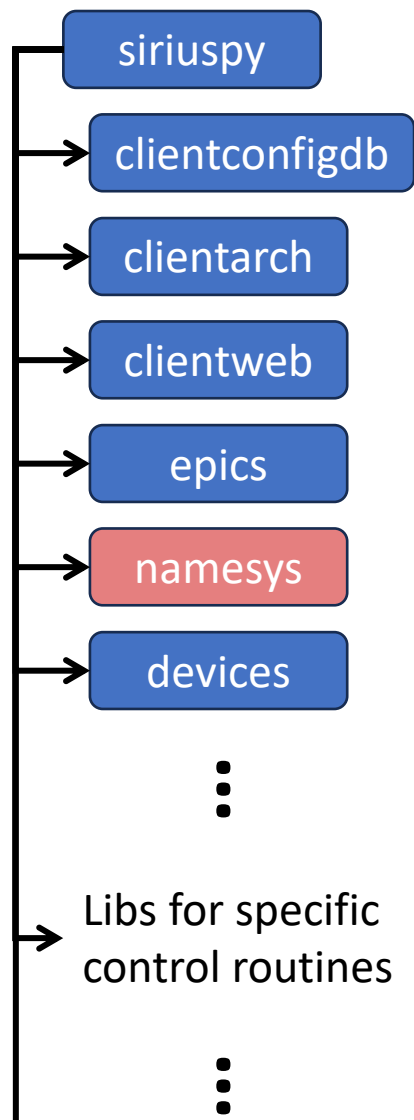 siriuspy
clientconfigdb
clientarch
clientweb
epics
namesys
devices
Libs for specific
control routines